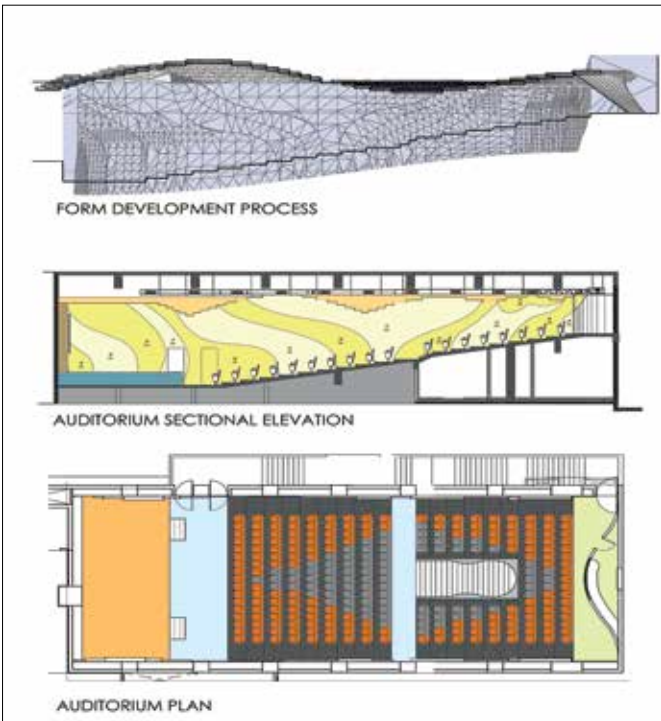 FORM DEVELOPMENT PROCESS
AUDITORIUM SECTIONAL ELEVATION
AUDITORIUM PLAN